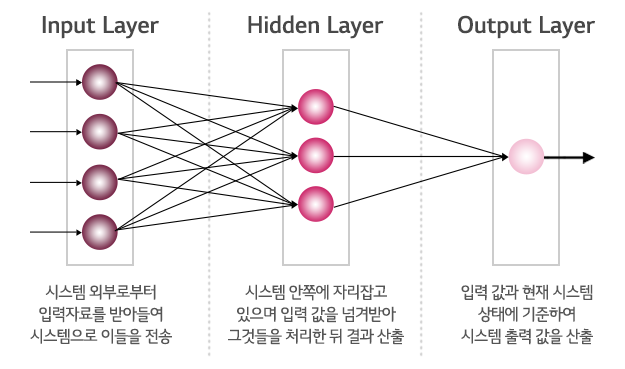 Input Layer
Hidden Layer
Output Layer
시스템 외부로부터
입력자료를 받아들여
시스템으로 이들을 전송
시스템 안쪽에 자리잡고
있으며 입력 값을 넘겨받아
그것들을 처리한 뒤 결과 산출
입력 값과 현재 시스템
상태에 기준하여
시스템 출력 값을 산출